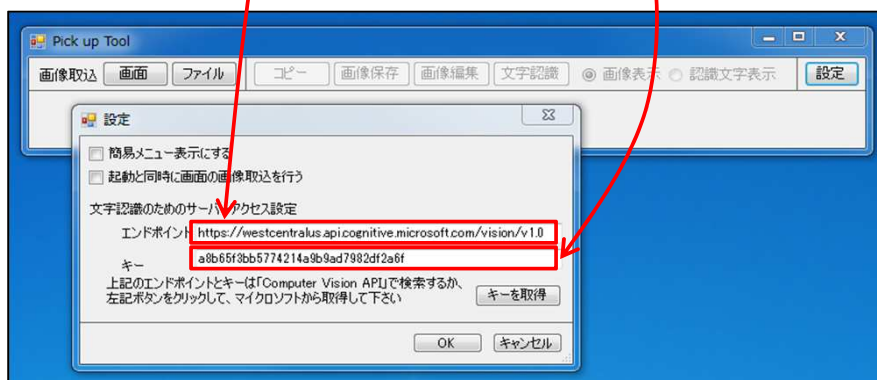 Pick up Tool
画像取込 画面 ファイル コピー 画像保存 画像編集 文字認識 画像表示 認識文字表示 設定
設定
簡易メニュー表示にする
起動と同時に画面の画像取込を行う
文字認識のためのサーバアクセス設定
エンドポイント https://westcentralus.api.cognitive.microsoft.com/vision/v1.0
キー a8b65f3bb5774214a9b9ad7982df2a6f
上記のエンドポイントとキーは「Computer Vision API」で検索するか、
左記ボタンをクリックして、マイクロソフトから取得して下さい
キーを取得
OK キャンセル